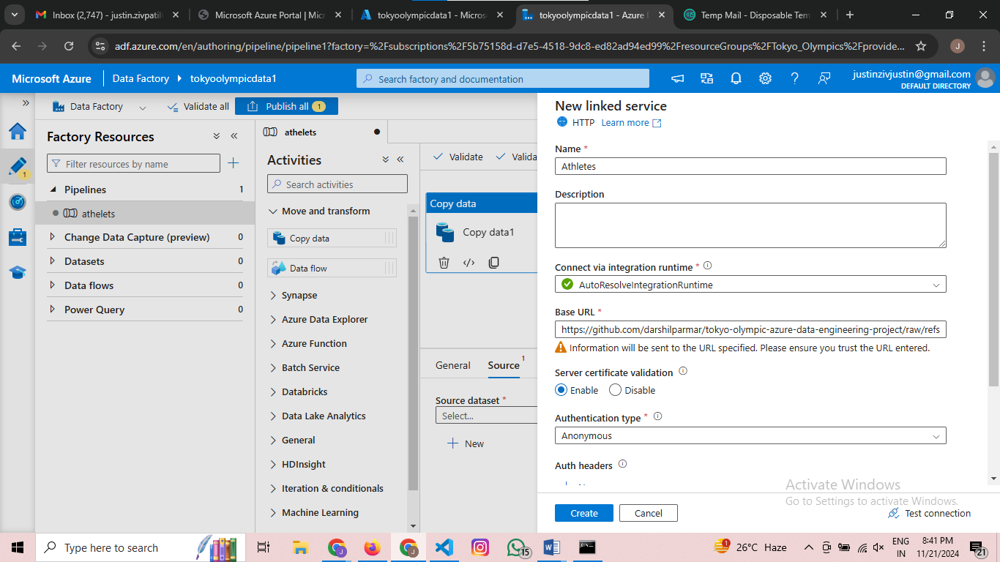 Inbox (2,747) - justin.zivpatil
Microsoft Azure Portal | Micr
tokyoolympicdata1 - Micros
tokyoolympicdata1 - Azure D
Temp Mail - Disposable Tem
adf.azure.com/en/authoring/pipeline/pipeline1?factory=%2Fsubscriptions%2F5b75158d-d7e5-4518-9dc8-ed82ad94ed99%2FresourceGroups%2FTokyo_Olympics%2Fprovide...
J
Microsoft Azure
Data Factory
tokyoolympicdata1
Search factory and documentation
justinzivjustin@gmail.com
DEFAULT DIRECTORY
Data Factory
Validate all
Publish all
1
1
Factory Resources
Filter resources by name
Pipelines
1
athelets
Change Data Capture (preview)
0
Datasets
0
Data flows
0
Power Query
0
athelets
Activities
Search activities
Move and transform
Copy data
Data flow
Synapse
Azure Data Explorer
Azure Function
Batch Service
Databricks
Data Lake Analytics
General
HDInsight
Iteration & conditionals
Machine Learning
Validate
Valida
Copy data
Copy data1
General
Source
1
Source dataset *
Select...
New
New linked service
HTTP
Learn more
Name *
Athletes
Description
Connect via integration runtime *
AutoResolveIntegrationRuntime
Base URL *
https://github.com/darshilparmar/tokyo-olympic-azure-data-engineering-project/raw/refs
Information will be sent to the URL specified. Please ensure you trust the URL entered.
Server certificate validation
Enable
Disable
Authentication type *
Anonymous
Auth headers
Activate Windows
Go to Settings to activate Windows.
Create
Cancel
Test connection
Type here to search
J
J
15
1
26°C Haze
ENG
IN
8:41 PM
11/21/2024
21